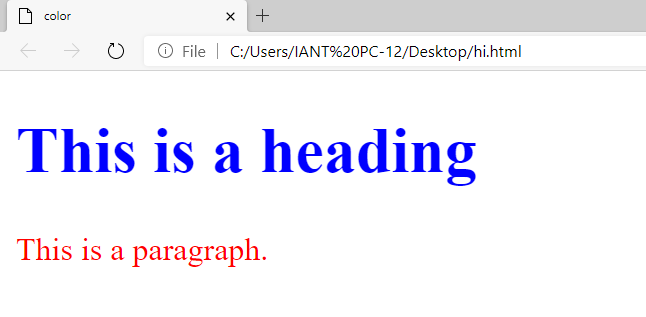 color
File
C:/Users/IANT%20PC-12/Desktop/hi.html
This is a heading
This is a paragraph.